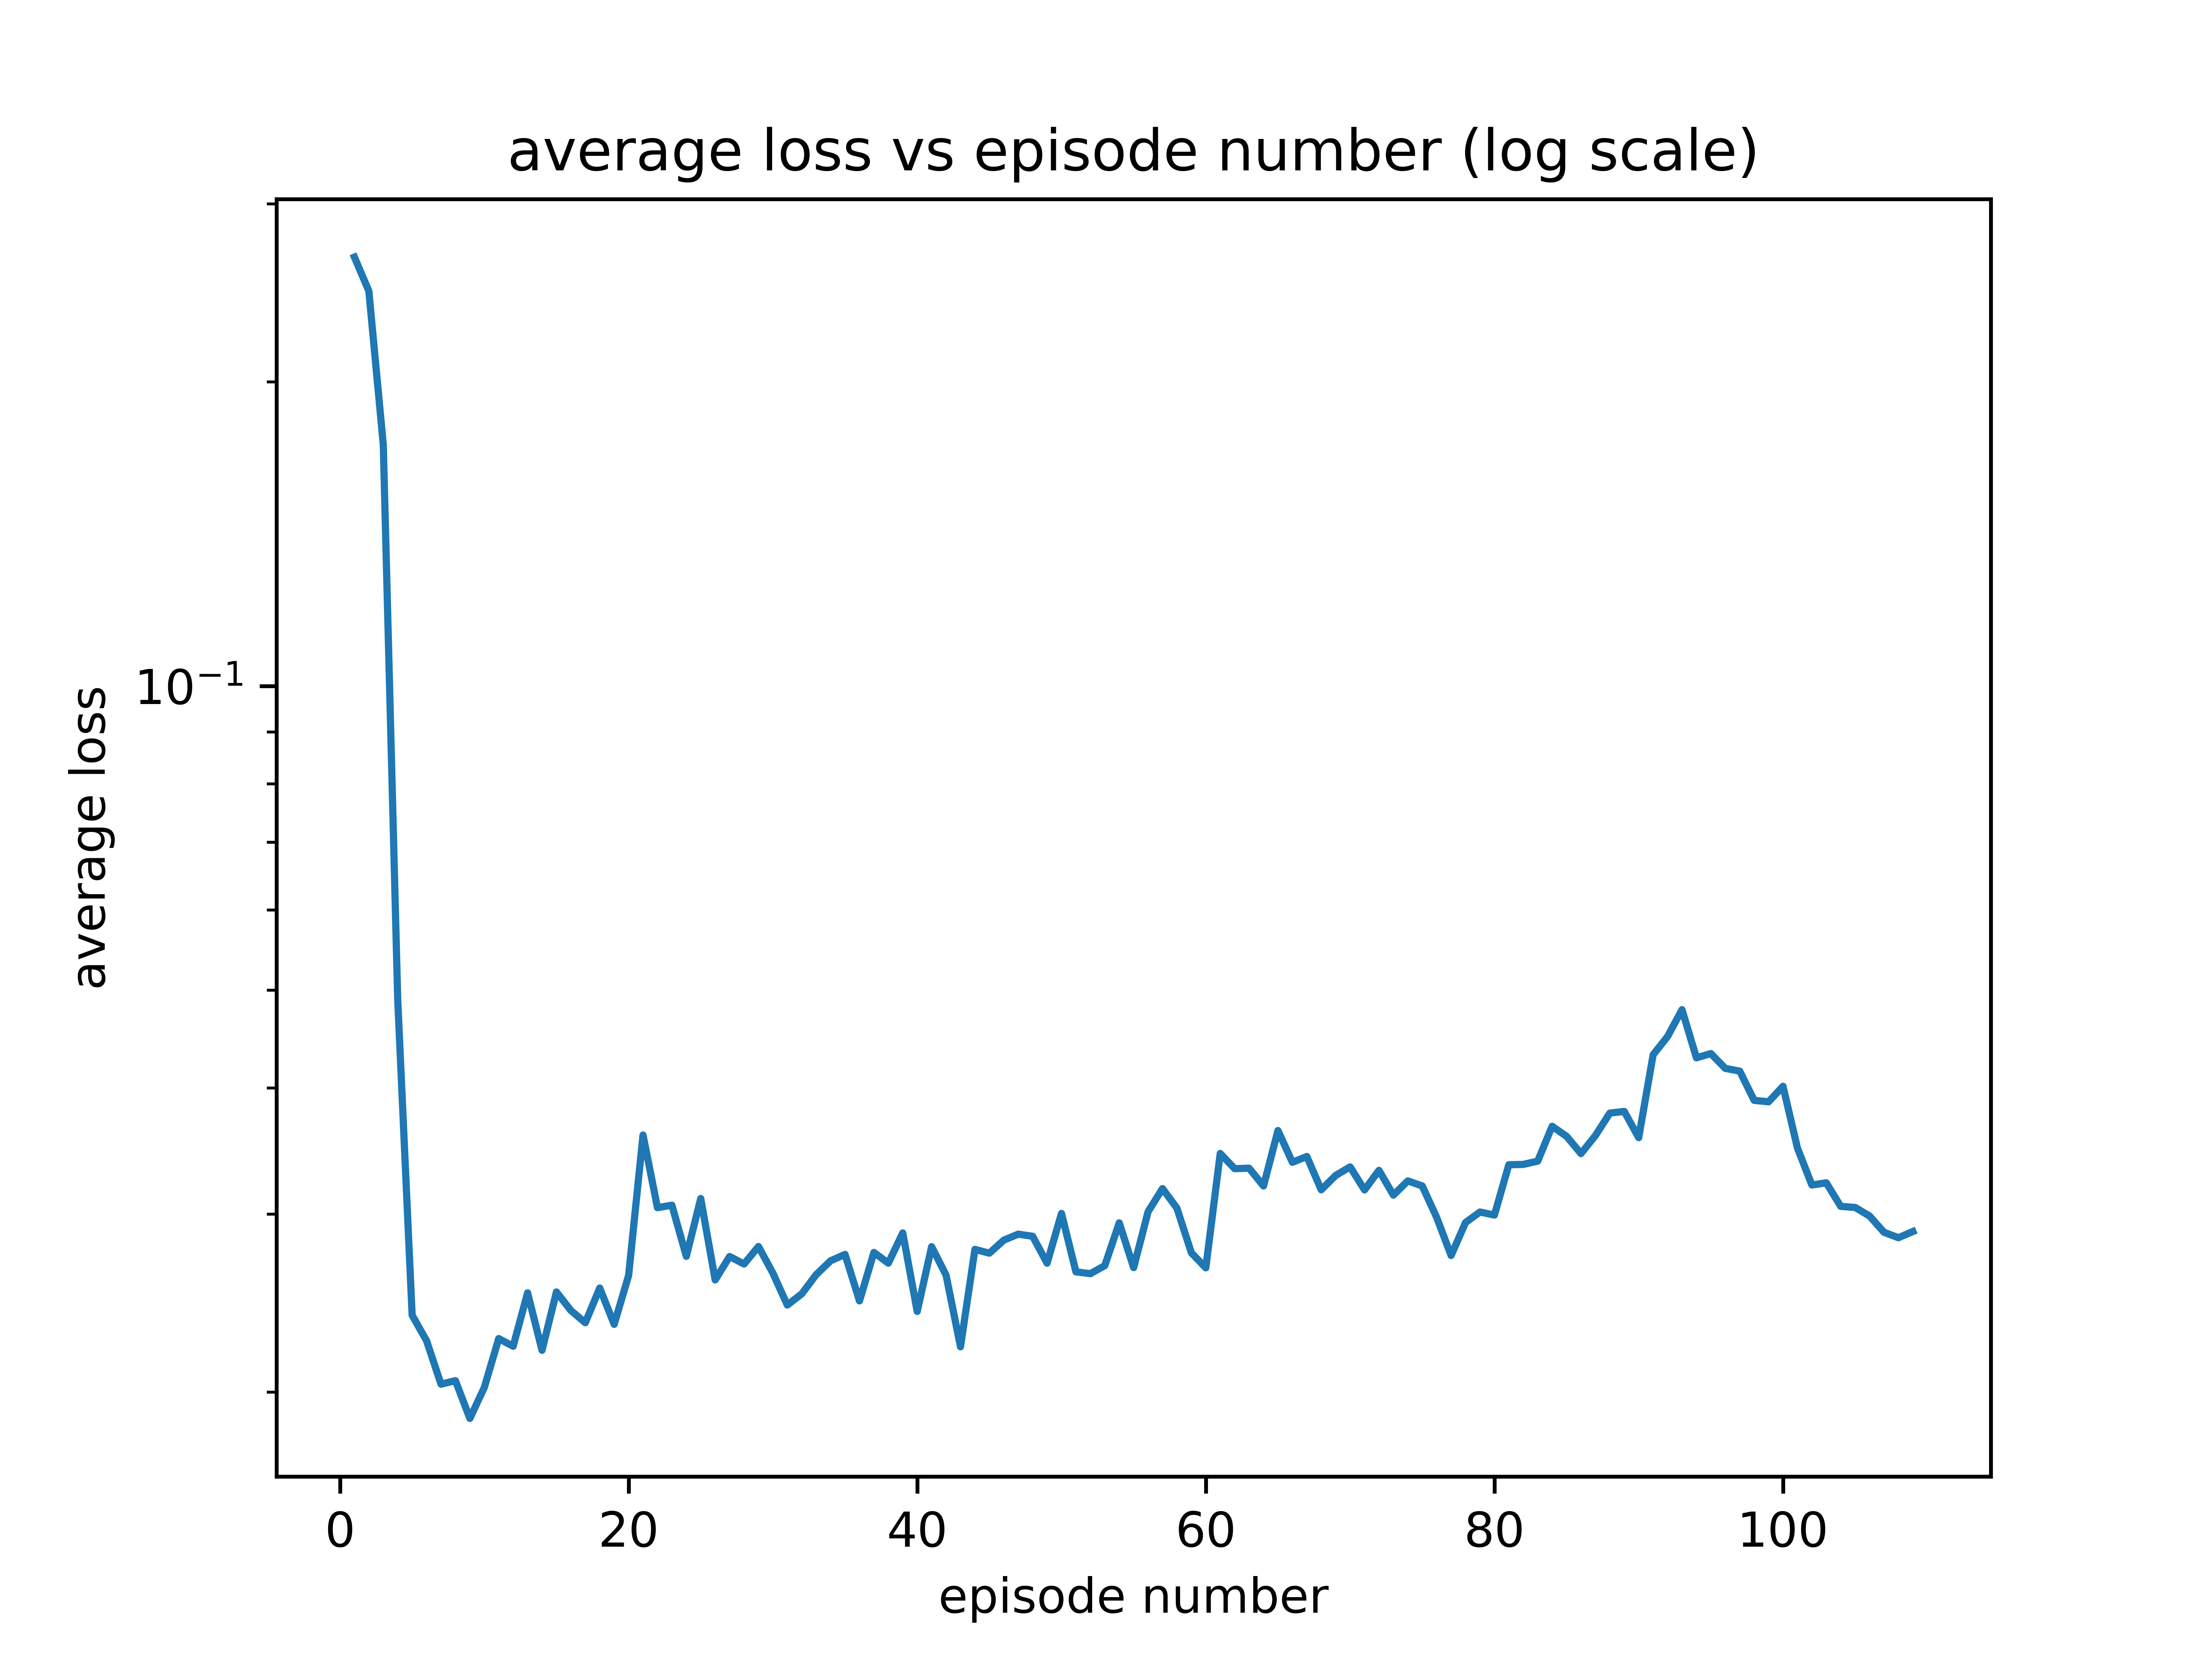 average loss vs episode number (log scale)
average loss
10⁻¹
0 20 40 60 80 100
episode number